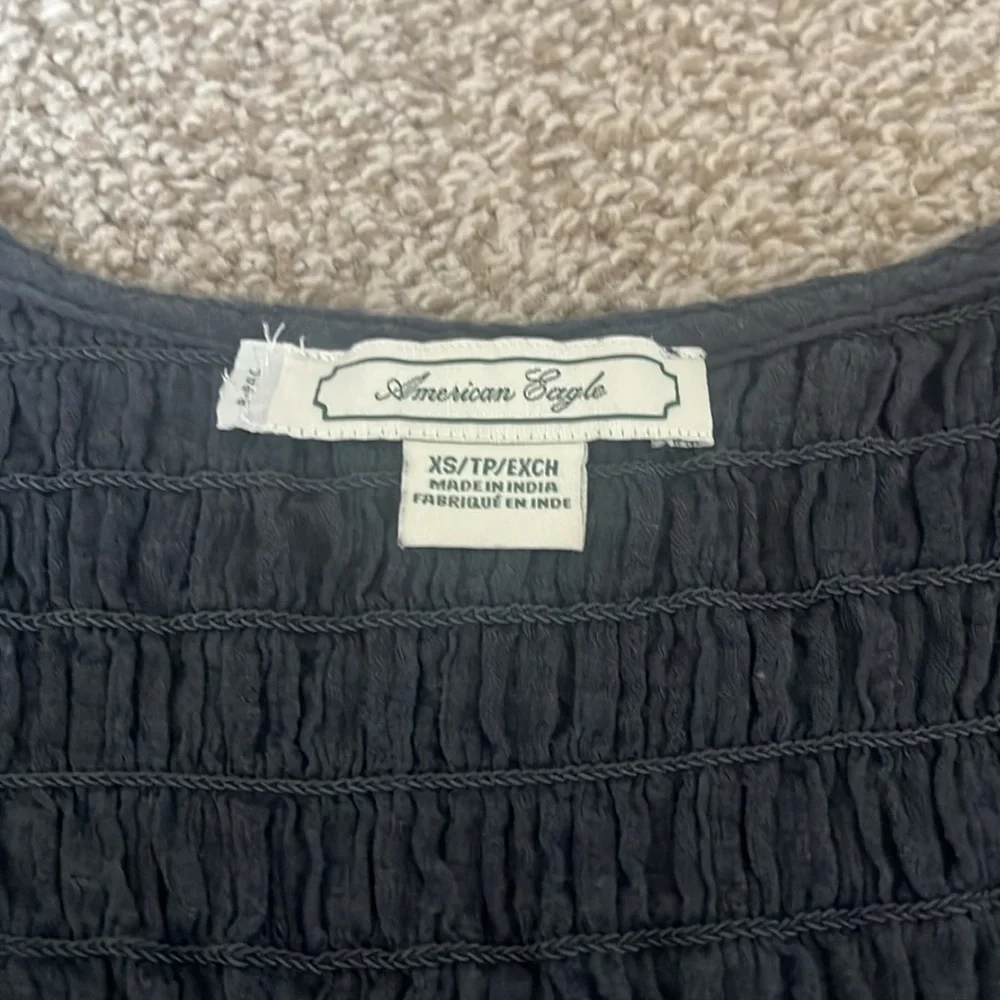 American Eagle
XS/TP/EXCH
MADE IN INDIA
FABRIQUÉ EN INDE